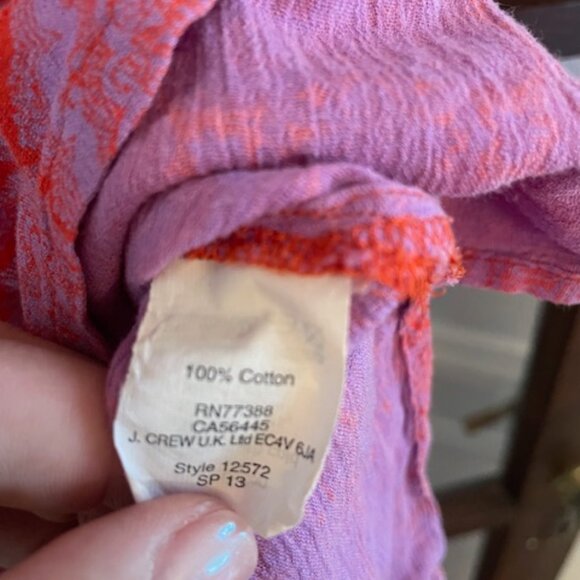 100% Cotton
RN77388
CA56445
J. CREW U.K. Ltd EC4V 6JA
Style 12572
SP 13